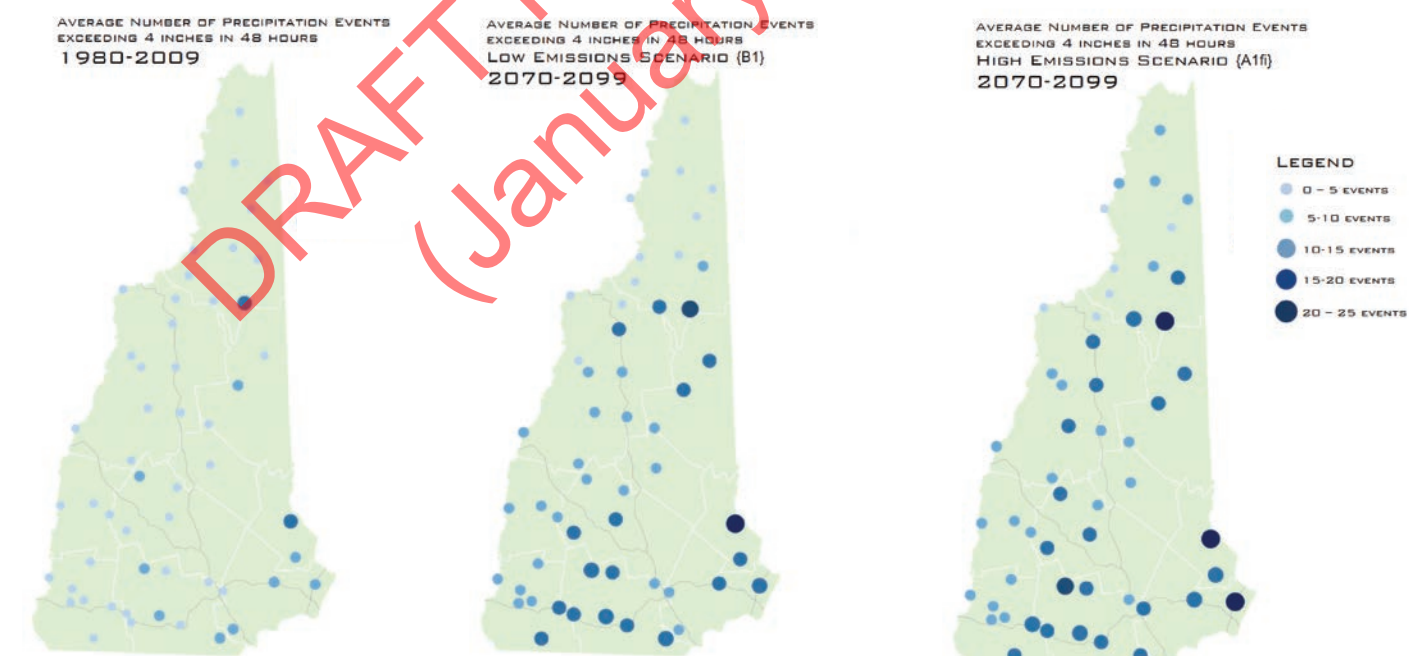 AVERAGE NUMBER OF PRECIPITATION EVENTS
EXCEEDING 4 INCHES IN 48 HOURS
1980-2009
AVERAGE NUMBER OF PRECIPITATION EVENTS
EXCEEDING 4 INCHES IN 48 HOURS
LOW EMISSIONS SCENARIO {B1}
2070-2099
AVERAGE NUMBER OF PRECIPITATION EVENTS
EXCEEDING 4 INCHES IN 48 HOURS
HIGH EMISSIONS SCENARIO {A1fi}
2070-2099
DRAFT
(January
LEGEND
0 – 5 EVENTS
5-10 EVENTS
10-15 EVENTS
15-20 EVENTS
20 – 25 EVENTS